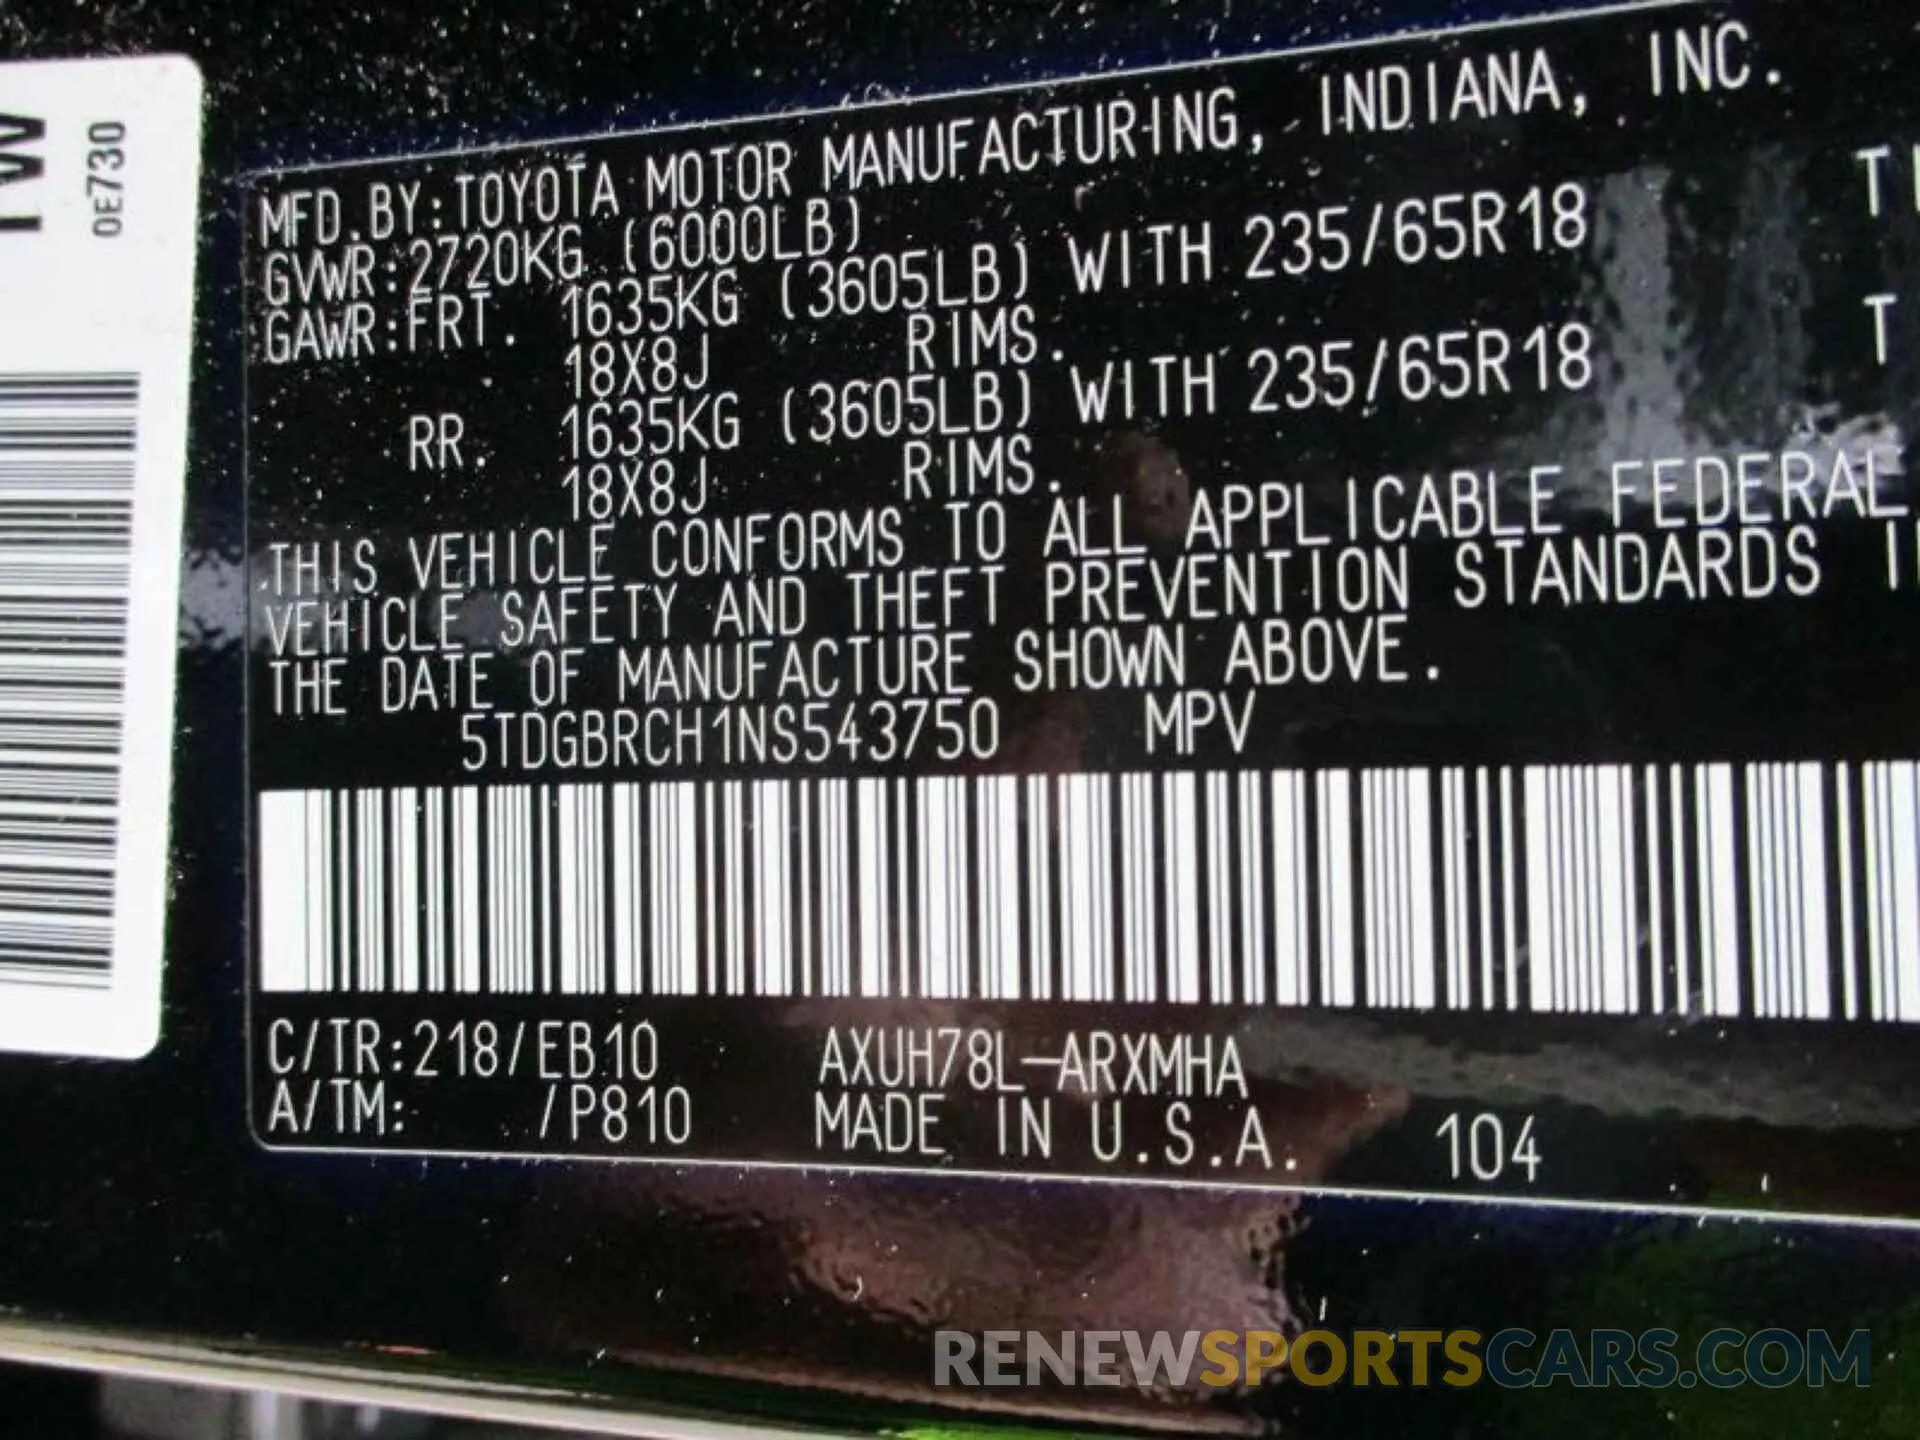 TW
0E730
MFD.BY:TOYOTA MOTOR MANUFACTURING, INDIANA, INC.
GVWR:2720KG (6000LB)
GAWR:FRT. 1635KG (3605LB) WITH 235/65R18 T
18X8J RIMS.
RR. 1635KG (3605LB) WITH 235/65R18 T
18X8J RIMS.
THIS VEHICLE CONFORMS TO ALL APPLICABLE FEDERAL
VEHICLE SAFETY AND THEFT PREVENTION STANDARDS I
THE DATE OF MANUFACTURE SHOWN ABOVE.
5TDGBRCH1NS543750 MPV
C/TR:218/EB10 AXUH78L-ARXMHA
A/TM: /P810 MADE IN U.S.A. 104
RENEWSPORTSCARS.COM